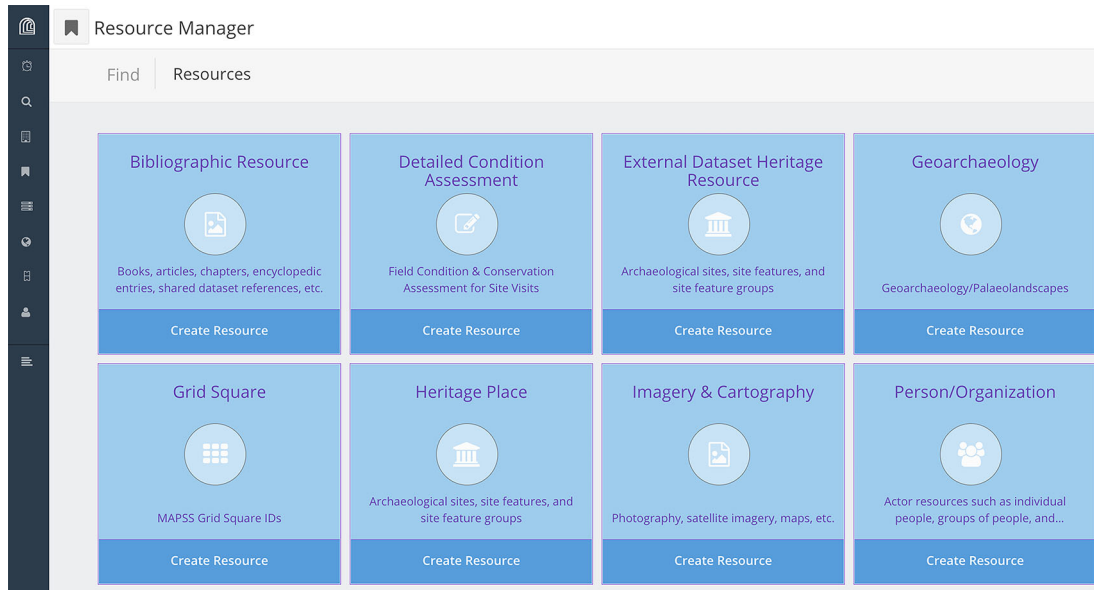 Resource Manager
Find
Resources
Bibliographic Resource
Books, articles, chapters, encyclopedic
entries, shared dataset references, etc.
Create Resource
Detailed Condition
Assessment
Field Condition & Conservation
Assessment for Site Visits
Create Resource
External Dataset Heritage
Resource
Archaeological sites, site features, and
site feature groups
Create Resource
Geoarchaeology
Geoarchaeology/Palaeolandscapes
Create Resource
Grid Square
MAPSS Grid Square IDs
Create Resource
Heritage Place
Archaeological sites, site features, and
site feature groups
Create Resource
Imagery & Cartography
Photography, satellite imagery, maps, etc.
Create Resource
Person/Organization
Actor resources such as individual
people, groups of people, and...
Create Resource